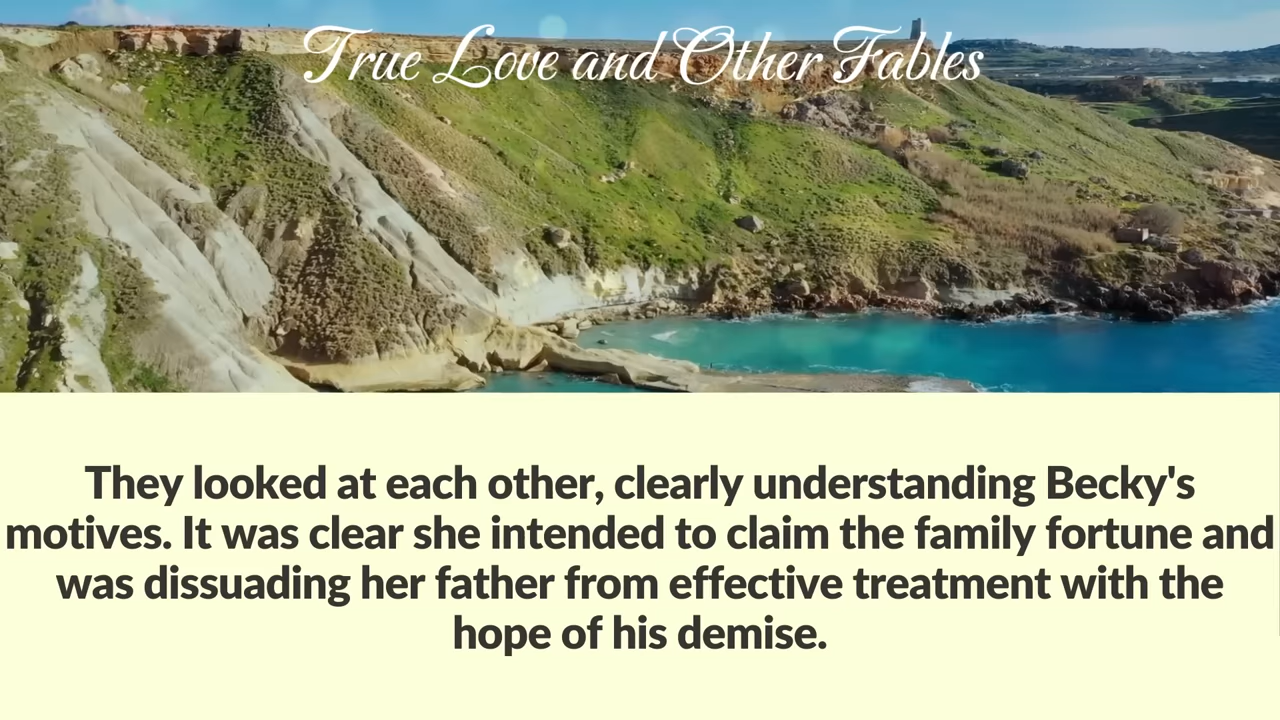 True Love and Other Fables
They looked at each other, clearly understanding Becky's
motives. It was clear she intended to claim the family fortune and
was dissuading her father from effective treatment with the
hope of his demise.